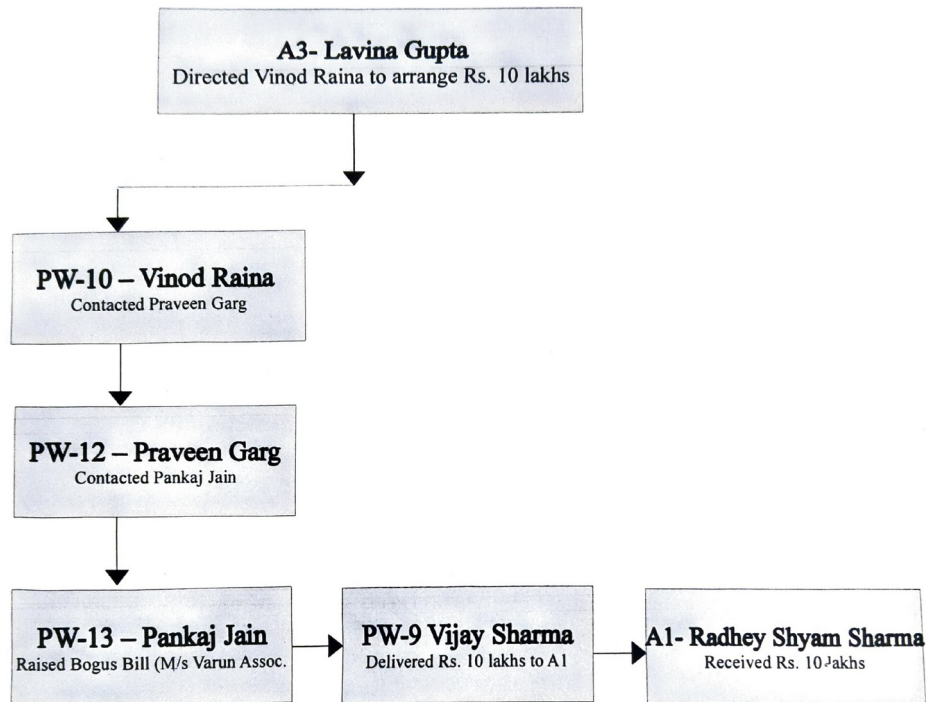 A3- Lavina Gupta
Directed Vinod Raina to arrange Rs. 10 lakhs
PW-10 – Vinod Raina
Contacted Praveen Garg
PW-12 – Praveen Garg
Contacted Pankaj Jain
PW-13 – Pankaj Jain
Raised Bogus Bill (M/s Varun Assoc.
PW-9 Vijay Sharma
Delivered Rs. 10 lakhs to A1
A1- Radhey Shyam Sharma
Received Rs. 10 lakhs